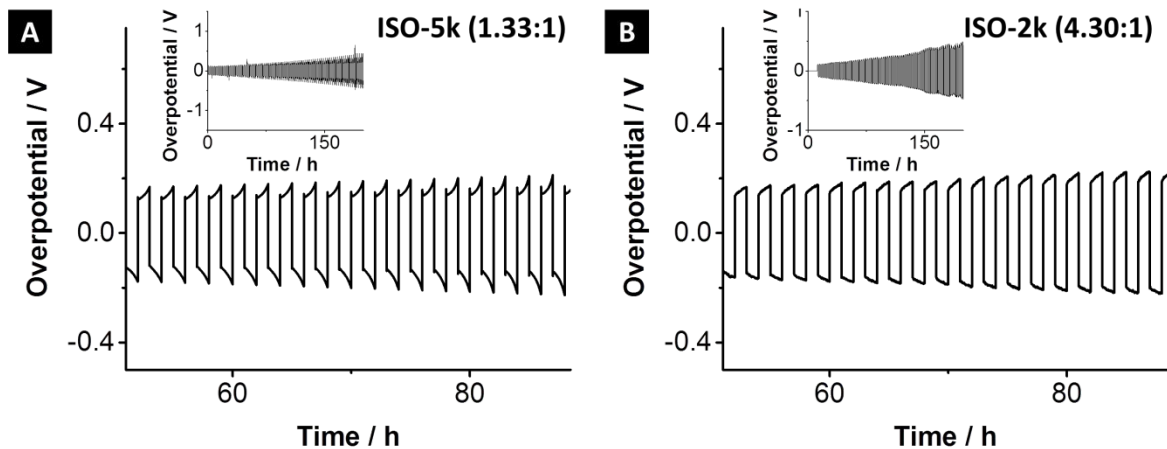 A
ISO-5k (1.33:1)
Overpotential / V
1
0
-1
0
150
Time / h
Overpotential / V
0.4
0.0
-0.4
60
80
Time / h
B
ISO-2k (4.30:1)
Overpotential / V
1
0
-1
0
150
Time / h
Overpotential / V
0.4
0.0
-0.4
60
80
Time / h